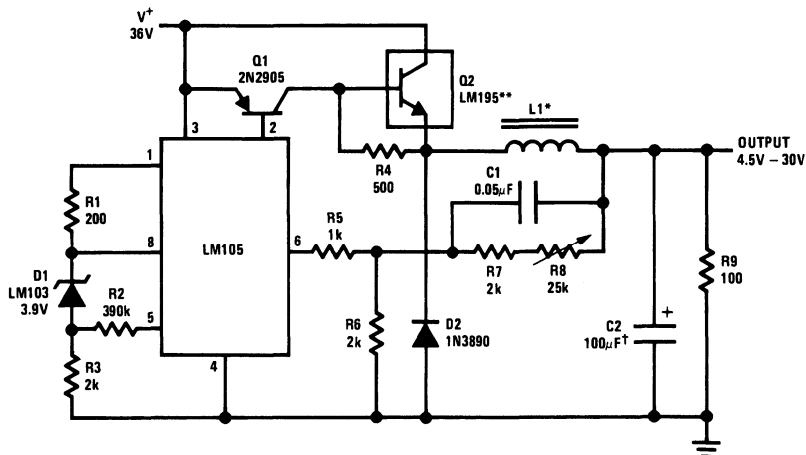 V+
36V
Q1
2N2905
Q2
LM195**
L1*
OUTPUT
4.5V – 30V
3
2
1
R4
500
C1
0.05μF
R1
200
R5
1k
8
LM105
6
R7
2k
R8
25k
R9
100
D1
LM103
3.9V
R2
390k
5
R6
2k
D2
1N3890
+
C2
100μF†
R3
2k
4